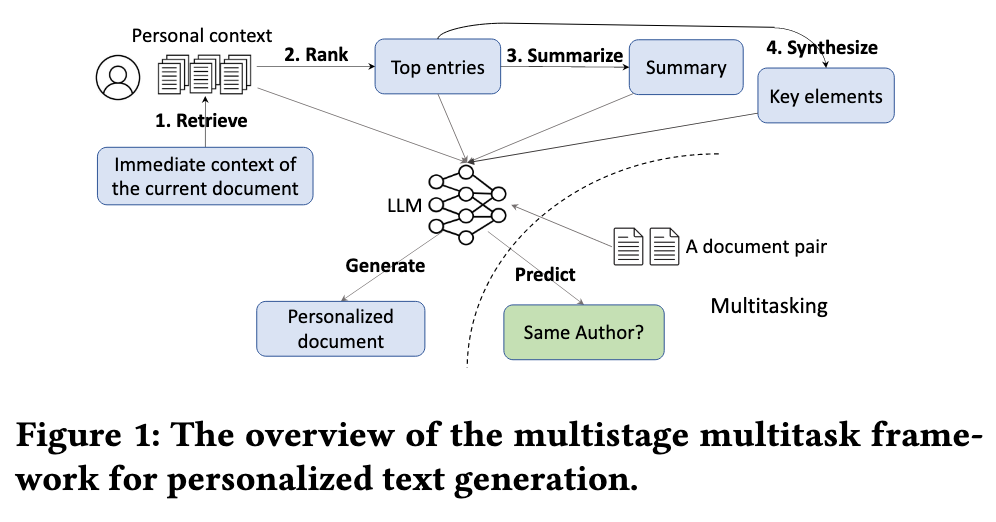 Personal context
2. Rank
Top entries
3. Summarize
Summary
4. Synthesize
Key elements
1. Retrieve
Immediate context of
the current document
LLM
A document pair
Generate
Predict
Multitasking
Personalized
document
Same Author?
Figure 1: The overview of the multistage multitask frame-
work for personalized text generation.